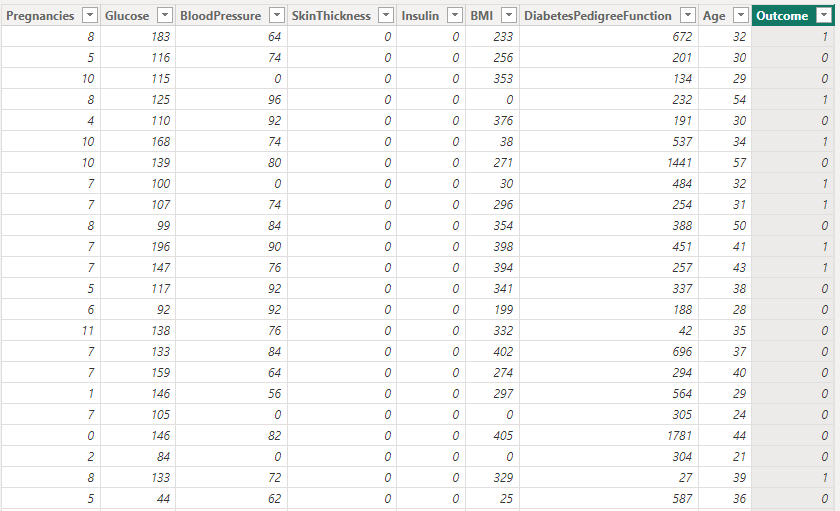 Pregnancies Glucose BloodPressure SkinThickness Insulin BMI DiabetesPedigreeFunction Age Outcome
8 183 64 0 0 233 672 32 1
5 116 74 0 0 256 201 30 0
10 115 0 0 0 353 134 29 0
8 125 96 0 0 0 232 54 1
4 110 92 0 0 376 191 30 0
10 168 74 0 0 38 537 34 1
10 139 80 0 0 271 1441 57 0
7 100 0 0 0 30 484 32 1
7 107 74 0 0 296 254 31 1
8 99 84 0 0 354 388 50 0
7 196 90 0 0 398 451 41 1
7 147 76 0 0 394 257 43 1
5 117 92 0 0 341 337 38 0
6 92 92 0 0 199 188 28 0
11 138 76 0 0 332 42 35 0
7 133 84 0 0 402 696 37 0
7 159 64 0 0 274 294 40 0
1 146 56 0 0 297 564 29 0
7 105 0 0 0 0 305 24 0
0 146 82 0 0 405 1781 44 0
2 84 0 0 0 0 304 21 0
8 133 72 0 0 329 27 39 1
5 44 62 0 0 25 587 36 0